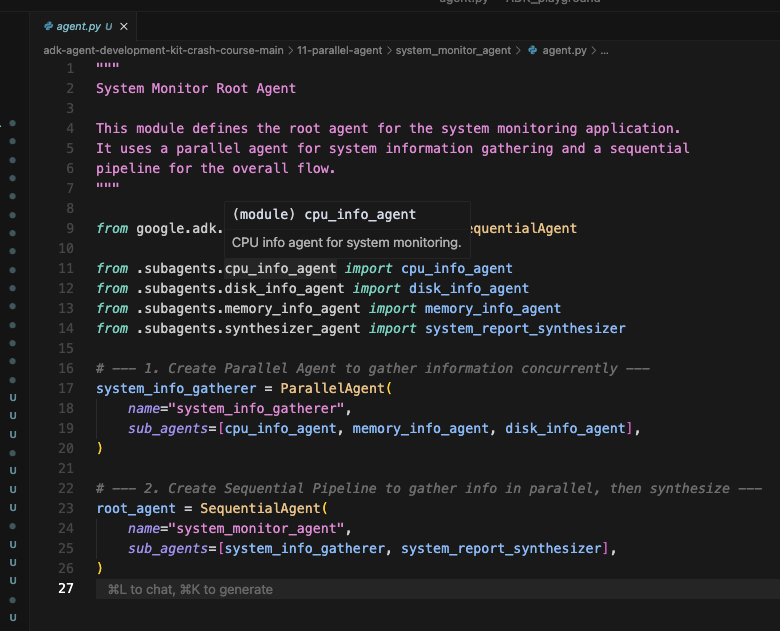 agent.py ADK_playground
agent.py U ×
adk-agent-development-kit-crash-course-main > 11-parallel-agent > system_monitor_agent > agent.py > ...
1 """
2 System Monitor Root Agent
3
4 This module defines the root agent for the system monitoring application.
5 It uses a parallel agent for system information gathering and a sequential
6 pipeline for the overall flow.
7 """
8
(module) cpu_info_agent
9 from google.adk. equentialAgent
CPU info agent for system monitoring.
10
11 from .subagents.cpu_info_agent import cpu_info_agent
12 from .subagents.disk_info_agent import disk_info_agent
13 from .subagents.memory_info_agent import memory_info_agent
14 from .subagents.synthesizer_agent import system_report_synthesizer
15
16 # --- 1. Create Parallel Agent to gather information concurrently ---
17 system_info_gatherer = ParallelAgent(
18 name="system_info_gatherer",
19 sub_agents=[cpu_info_agent, memory_info_agent, disk_info_agent],
20 )
21
22 # --- 2. Create Sequential Pipeline to gather info in parallel, then synthesize ---
23 root_agent = SequentialAgent(
24 name="system_monitor_agent",
25 sub_agents=[system_info_gatherer, system_report_synthesizer],
26 )
27 ⌘L to chat, ⌘K to generate
U
U
U
U
U
U
U
U
U
U